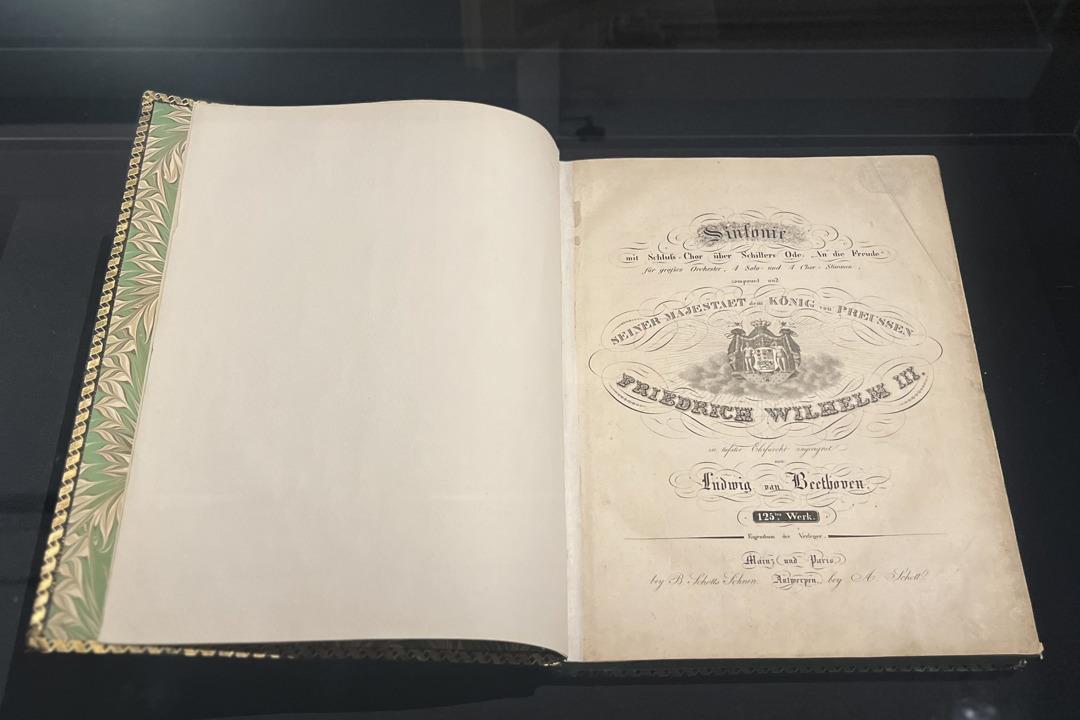 Sinfonie
mit Schluſs-Chor über Schillers Ode: „An die Freude“
für großes Orchester, 4 Solo- und 4 Chor-Stimmen,
componirt und
SEINER MAJESTAET dem KÖNIG von PREUSSEN
FRIEDRICH WILHELM III.
in tiefster Ehrfurcht zugeeignet
von
Ludwig van Beethoven.
125tes Werk.
Eigenthum der Verleger.
Mainz und Paris,
bey B. Schotts Söhnen. Antwerpen, bey A. Schott.